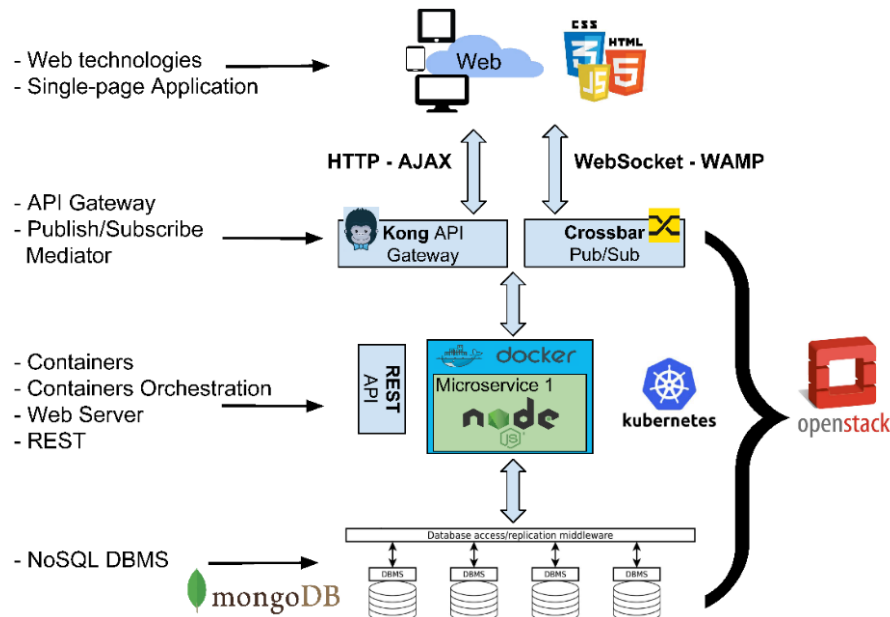 - Web technologies
- Single-page Application
Web
CSS
3
JS
HTML
5
HTTP - AJAX
WebSocket - WAMP
- API Gateway
- Publish/Subscribe
Mediator
Kong API
Gateway
Crossbar
Pub/Sub
- Containers
- Containers Orchestration
- Web Server
- REST
REST
API
docker
Microservice 1
node
JS
kubernetes
openstack
Database access/replication middleware
- NoSQL DBMS
mongoDB
DBMS
DBMS
DBMS
DBMS